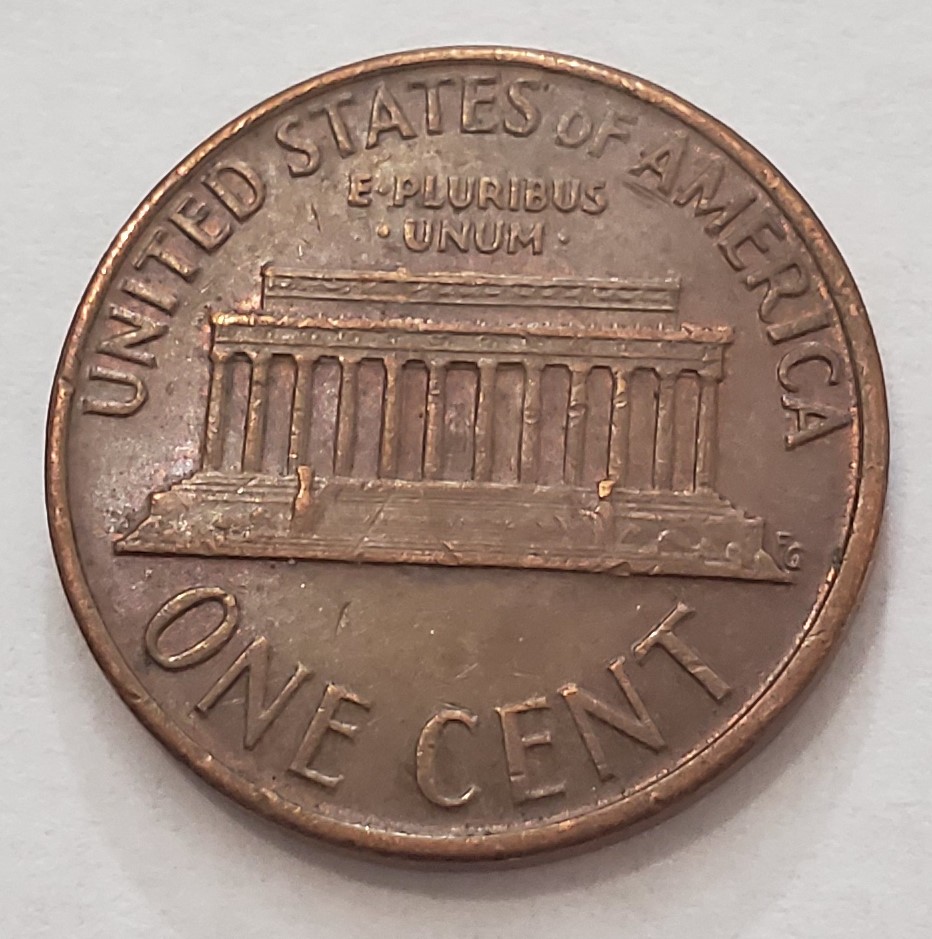 UNITED STATES OF AMERICA
E·PLURIBUS
·UNUM·
FG
ONE CENT